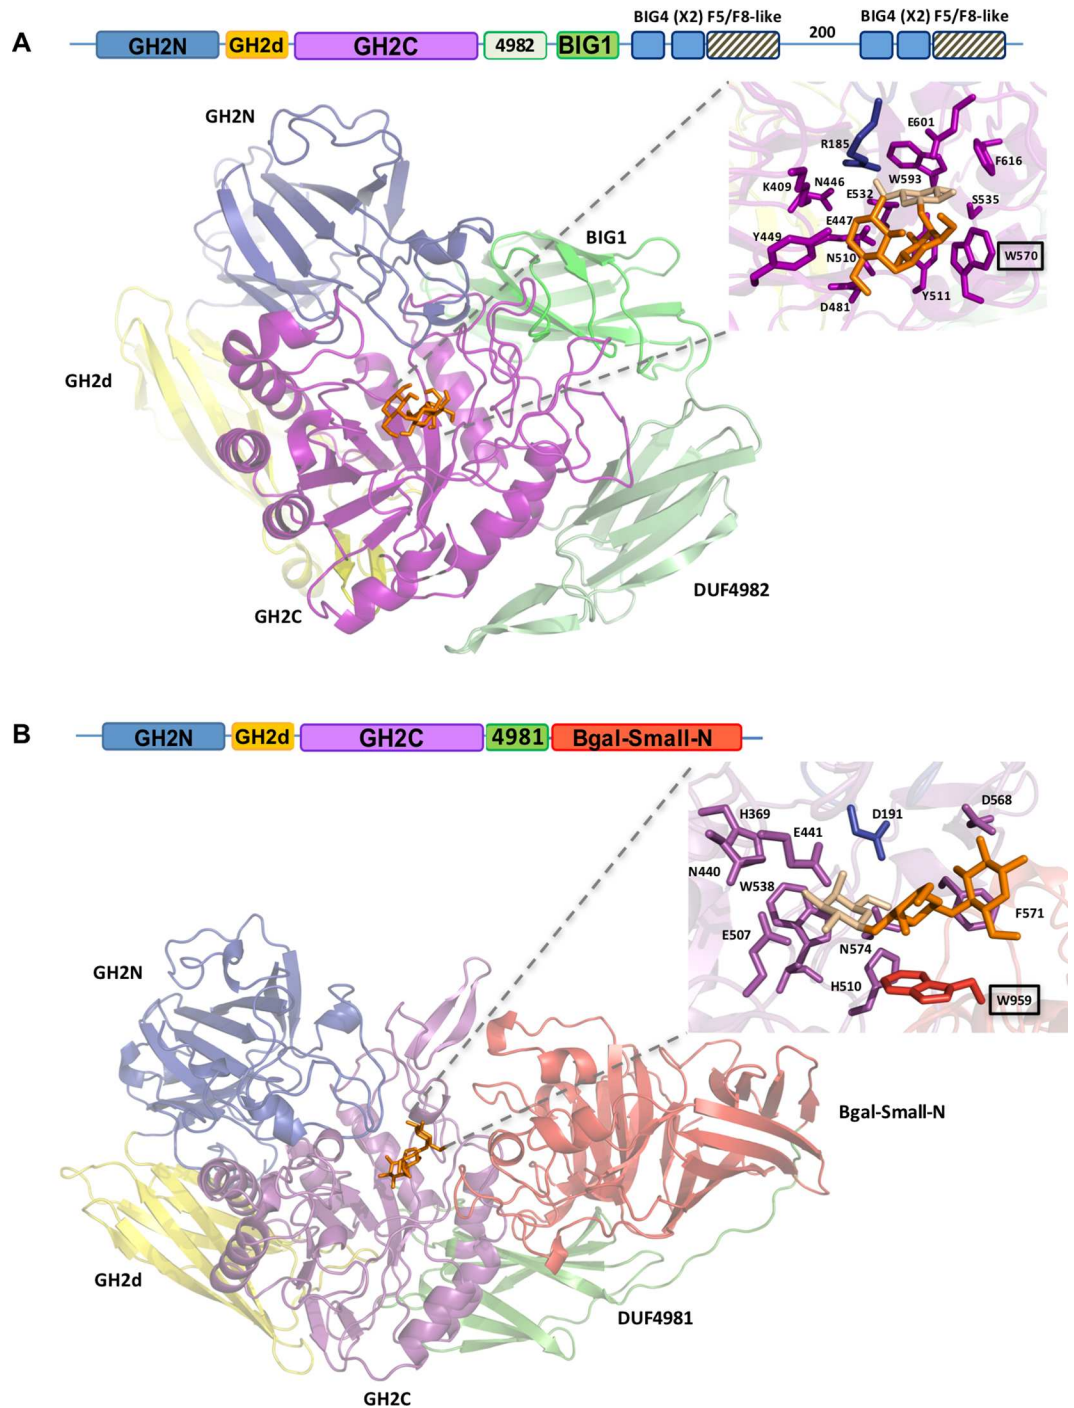 A
BIG4 (X2) F5/F8-like
BIG4 (X2) F5/F8-like
GH2N
GH2d
GH2C
4982
BIG1
200
GH2N
E601
R185
F616
W593
K409
N446
E532
S535
E447
Y449
BIG1
N510
W570
D481
Y511
GH2d
DUF4982
GH2C
B
GH2N
GH2d
GH2C
4981
Bgal-Small-N
D568
H369
D191
E441
N440
W538
F571
E507
N574
H510
W959
GH2N
Bgal-Small-N
GH2d
DUF4981
GH2C